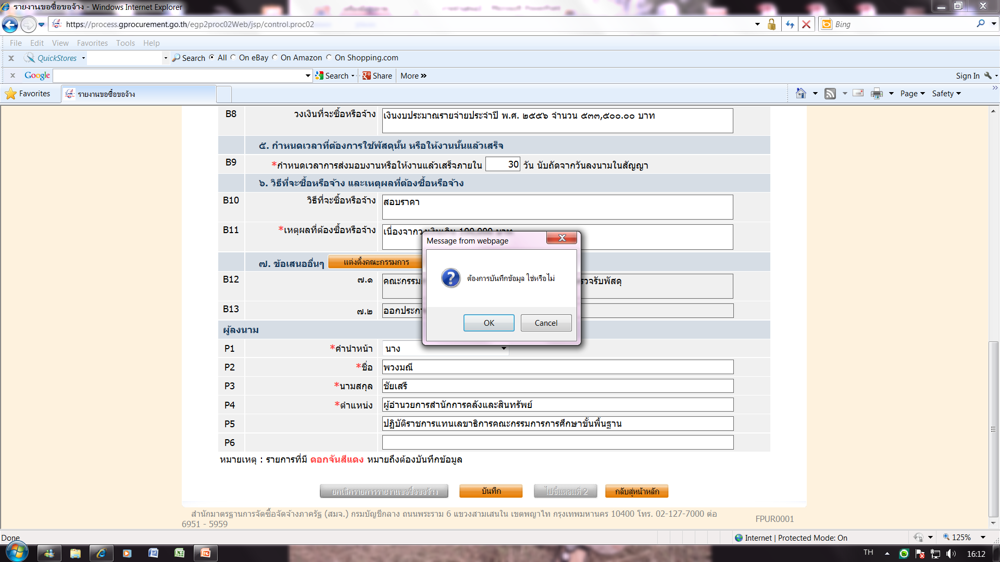 รายงานขอซื้อขอจ้าง - Windows Internet Explorer
https://process.gprocurement.go.th/egp2proc02Web/jsp/control.proc02
Bing
File Edit View Favorites Tools Help
x QuickStores Search All On eBay On Amazon On Shopping.com
x Google Search Share More »
Sign In
Favorites รายงานขอซื้อขอจ้าง
Page Safety »
B8 วงเงินที่จะซื้อหรือจ้าง เงินงบประมาณรายจ่ายประจำปี พ.ศ. ๒๕๕๖ จำนวน ๕๓๓,๕๐๐.๐๐ บาท
๕. กำหนดเวลาที่ต้องการใช้พัสดุนั้น หรือให้งานนั้นแล้วเสร็จ
B9 *กำหนดเวลาการส่งมอบงานหรือให้งานแล้วเสร็จภายใน 30 วัน นับถัดจากวันลงนามในสัญญา
๖. วิธีที่จะซื้อหรือจ้าง และเหตุผลที่ต้องซื้อหรือจ้าง
B10 วิธีที่จะซื้อหรือจ้าง สอบราคา
B11 *เหตุผลที่ต้องซื้อหรือจ้าง เนื่องจากวงเงินเกิน 100,000 บาท
Message from webpage
ต้องการบันทึกข้อมูล ใช่หรือไม่
OK Cancel
๗. ข้อเสนออื่นๆ แต่งตั้งคณะกรรมการ
B12 ๗.๑ คณะกรรม รวจรับพัสดุ
B13 ๗.๒ ออกประกา
ผู้ลงนาม
P1 *คำนำหน้า นาง
P2 *ชื่อ พวงมณี
P3 *นามสกุล ชัยเสรี
P4 *ตำแหน่ง ผู้อำนวยการสำนักการคลังและสินทรัพย์
P5 ปฏิบัติราชการแทนเลขาธิการคณะกรรมการการศึกษาขั้นพื้นฐาน
P6
หมายเหตุ : รายการที่มี ดอกจันสีแดง หมายถึงต้องบันทึกข้อมูล
ยกเลิกรายการรายงานขอซื้อขอจ้าง บันทึก ไปขั้นตอนที่ 2 กลับสู่หน้าหลัก
สำนักมาตรฐานการจัดซื้อจัดจ้างภาครัฐ (สมจ.) กรมบัญชีกลาง ถนนพระราม 6 แขวงสามเสนใน เขตพญาไท กรุงเทพมหานคร 10400 โทร. 02-127-7000 ต่อ
6951 - 5959
FPUR0001
Done
Internet | Protected Mode: On
125%
TH 16:12